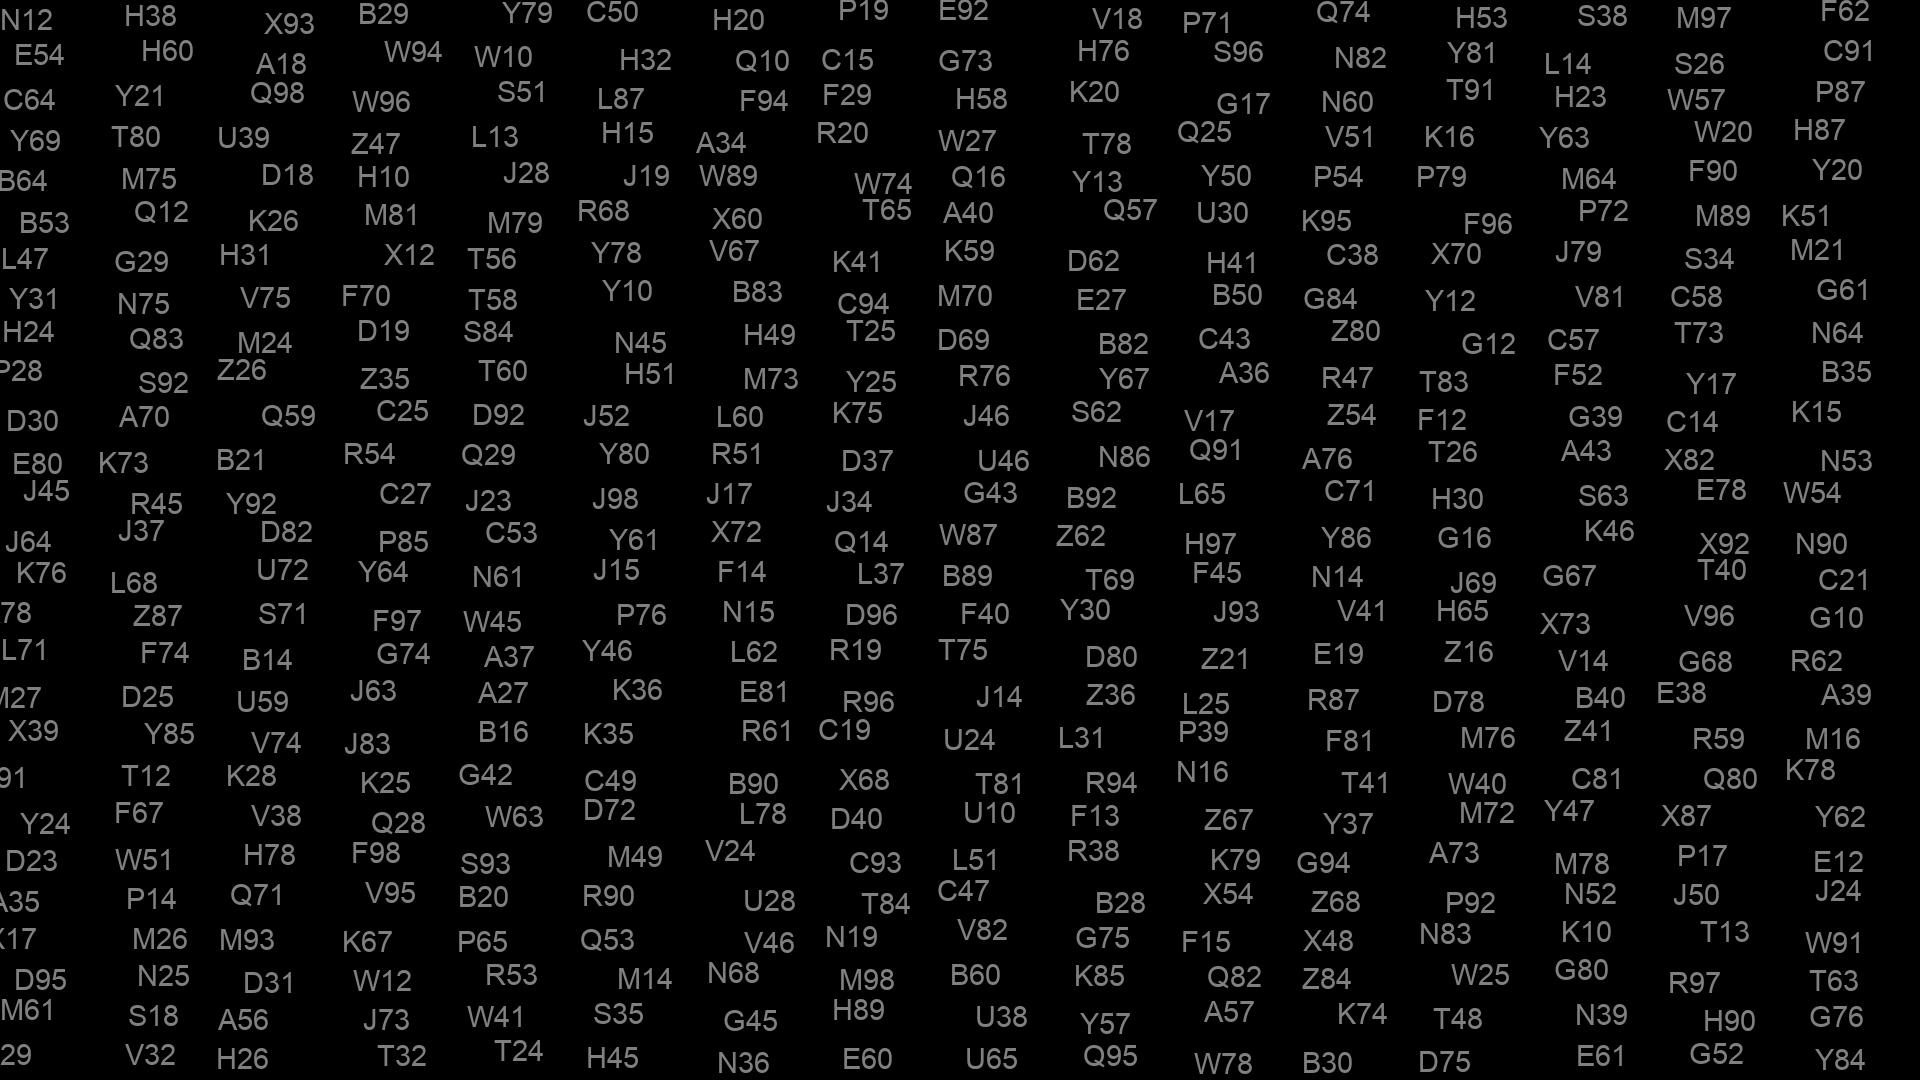 N12 H38 X93 B29 Y79 C50 H20 P19 E92 V18 P71 Q74 H53 S38 M97 F62
E54 H60 A18 W94 W10 H32 Q10 C15 G73 H76 S96 N82 Y81 L14 S26 C91
C64 Y21 Q98 W96 S51 L87 F94 F29 H58 K20 G17 N60 T91 H23 W57 P87
Y69 T80 U39 Z47 L13 H15 A34 R20 W27 T78 Q25 V51 K16 Y63 W20 H87
B64 M75 D18 H10 J28 J19 W89 W74 Q16 Y13 Y50 P54 P79 M64 F90 Y20
B53 Q12 K26 M81 M79 R68 X60 T65 A40 Q57 U30 K95 F96 P72 M89 K51
L47 G29 H31 X12 T56 Y78 V67 K41 K59 D62 H41 C38 X70 J79 S34 M21
Y31 N75 V75 F70 T58 Y10 B83 C94 M70 E27 B50 G84 Y12 V81 C58 G61
H24 Q83 M24 D19 S84 N45 H49 T25 D69 B82 C43 Z80 G12 C57 T73 N64
P28 S92 Z26 Z35 T60 H51 M73 Y25 R76 Y67 A36 R47 T83 F52 Y17 B35
D30 A70 Q59 C25 D92 J52 L60 K75 J46 S62 V17 Z54 F12 G39 C14 K15
E80 K73 B21 R54 Q29 Y80 R51 D37 U46 N86 Q91 A76 T26 A43 X82 N53
J45 R45 Y92 C27 J23 J98 J17 J34 G43 B92 L65 C71 H30 S63 E78 W54
J64 J37 D82 P85 C53 Y61 X72 Q14 W87 Z62 H97 Y86 G16 K46 X92 N90
K76 L68 U72 Y64 N61 J15 F14 L37 B89 T69 F45 N14 J69 G67 T40 C21
78 Z87 S71 F97 W45 P76 N15 D96 F40 Y30 J93 V41 H65 X73 V96 G10
L71 F74 B14 G74 A37 Y46 L62 R19 T75 D80 Z21 E19 Z16 V14 G68 R62
M27 D25 U59 J63 A27 K36 E81 R96 J14 Z36 L25 R87 D78 B40 E38 A39
X39 Y85 V74 J83 B16 K35 R61 C19 U24 L31 P39 F81 M76 Z41 R59 M16
91 T12 K28 K25 G42 C49 B90 X68 T81 R94 N16 T41 W40 C81 Q80 K78
Y24 F67 V38 Q28 W63 D72 L78 D40 U10 F13 Z67 Y37 M72 Y47 X87 Y62
D23 W51 H78 F98 S93 M49 V24 C93 L51 R38 K79 G94 A73 M78 P17 E12
A35 P14 Q71 V95 B20 R90 U28 T84 C47 B28 X54 Z68 P92 N52 J50 J24
17 M26 M93 K67 P65 Q53 V46 N19 V82 G75 F15 X48 N83 K10 T13 W91
D95 N25 D31 W12 R53 M14 N68 M98 B60 K85 Q82 Z84 W25 G80 R97 T63
M61 S18 A56 J73 W41 S35 G45 H89 U38 Y57 A57 K74 T48 N39 H90 G76
29 V32 H26 T32 T24 H45 N36 E60 U65 Q95 W78 B30 D75 E61 G52 Y84